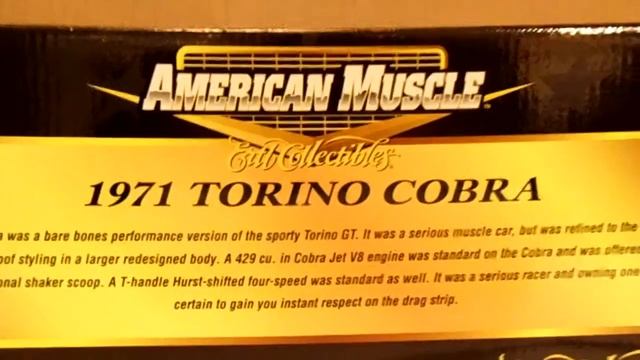 AMERICAN MUSCLE
Ertl Collectibles
1971 TORINO COBRA
a was a bare bones performance version of the sporty Torino GT. It was a serious muscle car, but was refined to the
oof styling in a larger redesigned body. A 429 cu. in Cobra Jet V8 engine was standard on the Cobra and was offered
onal shaker scoop. A T-handle Hurst-shifted four-speed was standard as well. It was a serious racer and owning one
certain to gain you instant respect on the drag strip.